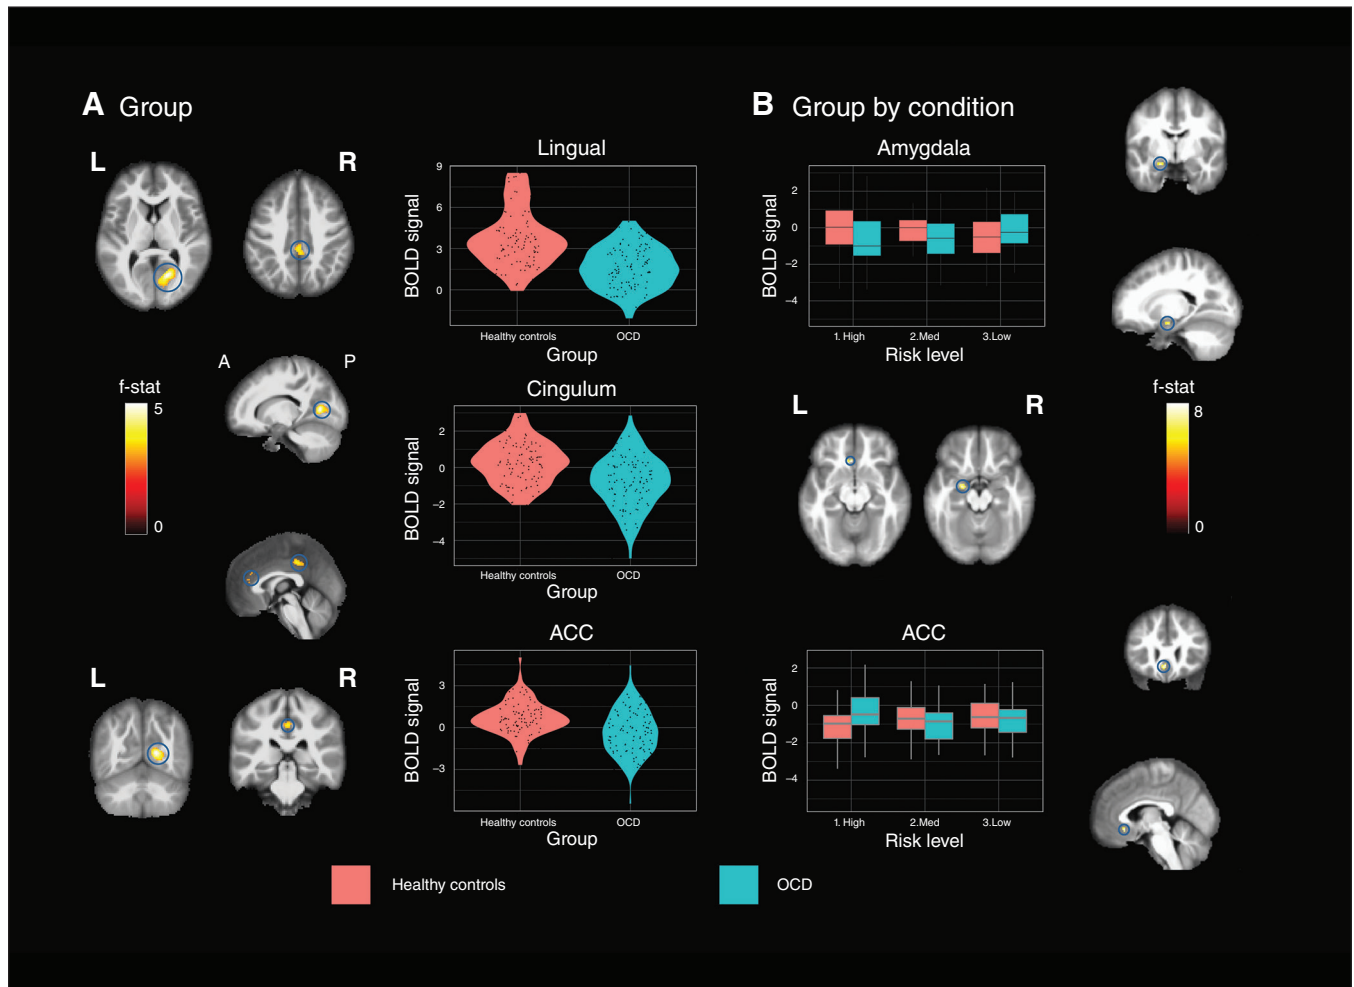 A Group
L
R
Lingual
BOLD signal
9
6
3
0
Healthy controls
OCD
Group
A
P
f-stat
5
0
Cingulum
BOLD signal
2
0
−2
−4
Healthy controls
OCD
Group
L
R
ACC
BOLD signal
3
0
−3
Healthy controls
OCD
Group
B Group by condition
Amygdala
BOLD signal
2
0
−2
−4
1. High
2.Med
3.Low
Risk level
L
R
f-stat
8
0
ACC
BOLD signal
2
0
−2
−4
1. High
2.Med
3.Low
Risk level
Healthy controls
OCD